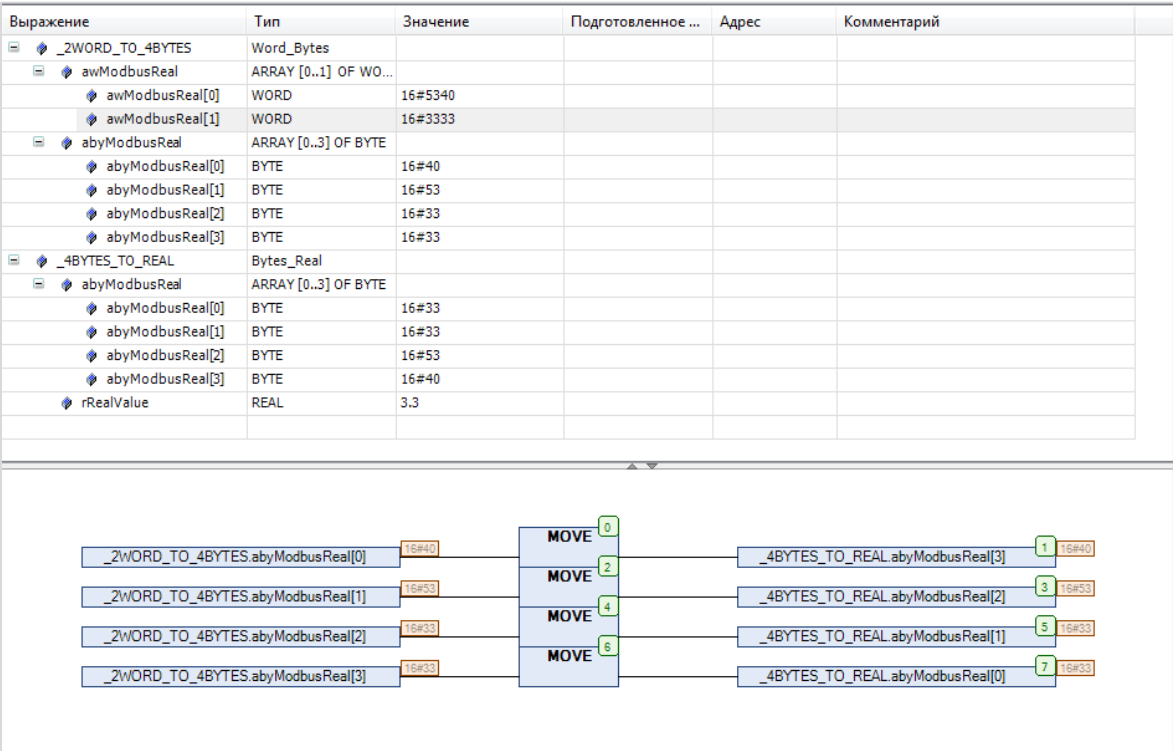 Выражение Тип Значение Подготовленное ... Адрес Комментарий
_2WORD_TO_4BYTES Word_Bytes
awModbusReal ARRAY [0..1] OF WO...
awModbusReal[0] WORD 16#5340
awModbusReal[1] WORD 16#3333
abyModbusReal ARRAY [0..3] OF BYTE
abyModbusReal[0] BYTE 16#40
abyModbusReal[1] BYTE 16#53
abyModbusReal[2] BYTE 16#33
abyModbusReal[3] BYTE 16#33
_4BYTES_TO_REAL Bytes_Real
abyModbusReal ARRAY [0..3] OF BYTE
abyModbusReal[0] BYTE 16#33
abyModbusReal[1] BYTE 16#33
abyModbusReal[2] BYTE 16#53
abyModbusReal[3] BYTE 16#40
rRealValue REAL 3.3
MOVE 0
_2WORD_TO_4BYTES.abyModbusReal[0] 16#40 _4BYTES_TO_REAL.abyModbusReal[3] 1 16#40
MOVE 2
_2WORD_TO_4BYTES.abyModbusReal[1] 16#53 _4BYTES_TO_REAL.abyModbusReal[2] 3 16#53
MOVE 4
_2WORD_TO_4BYTES.abyModbusReal[2] 16#33 _4BYTES_TO_REAL.abyModbusReal[1] 5 16#33
MOVE 6
_2WORD_TO_4BYTES.abyModbusReal[3] 16#33 _4BYTES_TO_REAL.abyModbusReal[0] 7 16#33